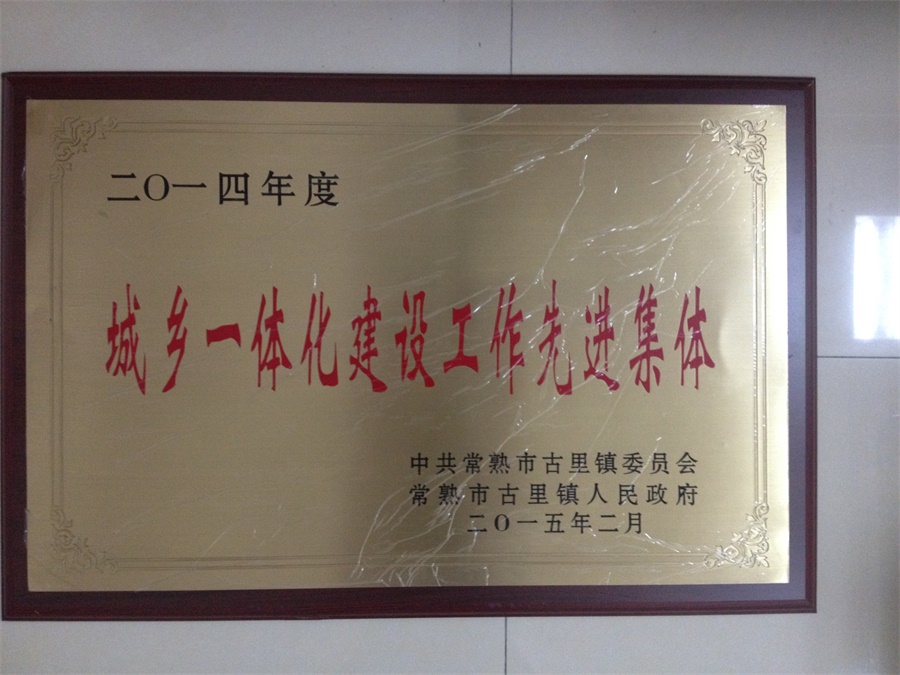 二〇一四年度
城乡一体化建设工作先进集体
中共常熟市古里镇委员会
常熟市古里镇人民政府
二〇一五年二月